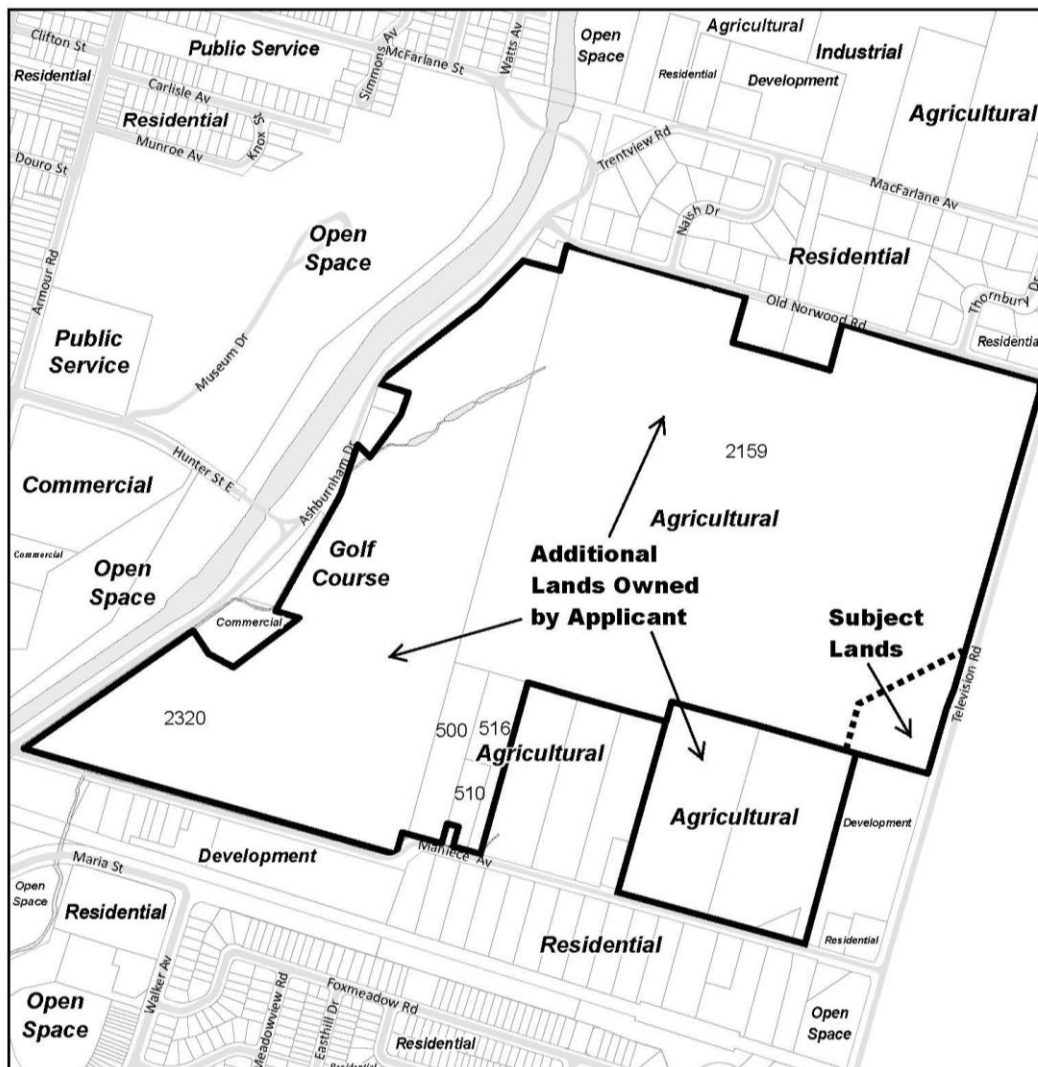 Clifton St
Public Service
Simmons Av
McFarlane St
Watts Av
Open
Space
Agricultural
Industrial
Residential
Development
Agricultural
Residential
Carlisle Av
Residential
Knox St
Munroe Av
Douro St
Trentview Rd
MacFarlane Av
Naish Dr
Residential
Armour Rd
Open
Space
Old Norwood Rd
Thornbury Dr
Residential
Public
Service
Museum Dr
Hunter St E
Ashburnham Dr
2159
Commercial
Agricultural
Commercial
Open
Space
Golf
Course
Additional
Lands Owned
by Applicant
Commercial
Subject
Lands
Television Rd
2320
500
516
Agricultural
510
Agricultural
Development
Maniece Av
Development
Maria St
Open
Space
Residential
Residential
Residential
Walker Av
Open
Space
Foxmeadow Rd
Meadowview Rd
Easthill Dr
Residential
Residential
Open
Space